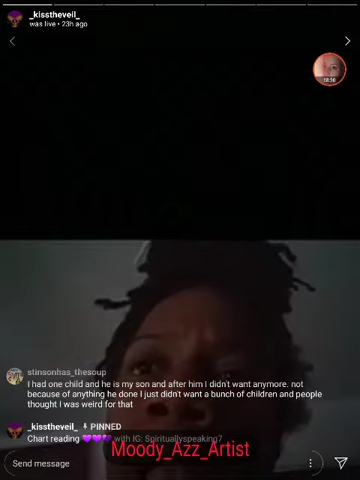 _kisstheveil_
was live • 23h ago
stinsonhas_thesoup
I had one child and he is my son and after him I didn't want anymore. not
because of anything he done I just didn't want a bunch of children and people
thought I was weird for that
_kisstheveil_ PINNED
Chart reading 💜💜💜 with IG: Spirituallyspeaking7
Moody_Azz_Artist
Send message